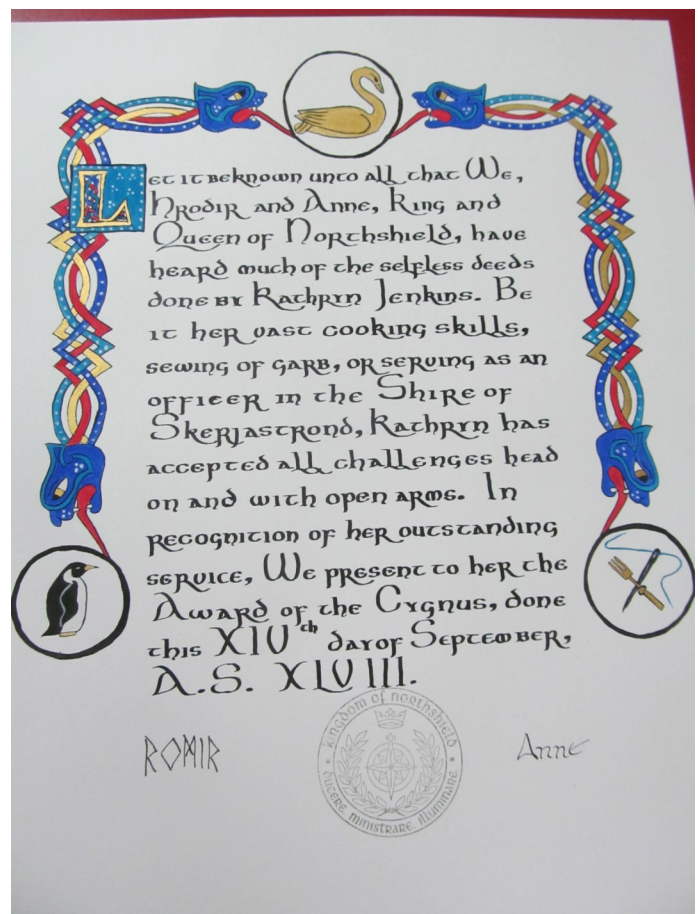 Let it beknown unto all that We,
Hrodir and Anne, King and
Queen of Northshield, have
heard much of the selfless deeds
done by Kathryn Jenkins. Be
it her vast cooking skills,
sewing of garb, or serving as an
officer in the Shire of
Skerjastrond, Kathryn has
accepted all challenges head
on and with open arms. In
recognition of her outstanding
service, We present to her the
Award of the Cygnus, done
this XIVth day of September,
A.S. XLVIII.
Kingdom of Northshield
Ducere Ministrare Illuminare
Anne